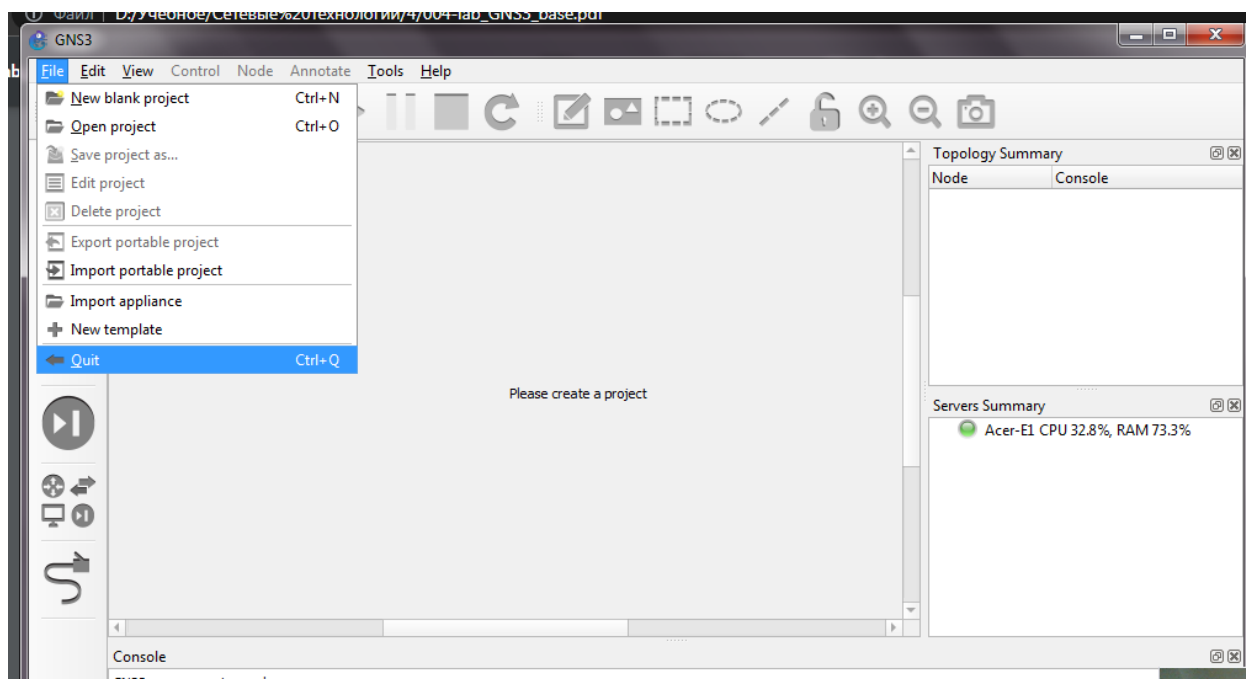 Файл D:/Учебное/Сетевые%20технологии/4/004-lab_GNS3_base.pdf
GNS3
File Edit View Control Node Annotate Tools Help
New blank project Ctrl+N
Open project Ctrl+O
Save project as...
Edit project
Delete project
Export portable project
Import portable project
Import appliance
New template
Quit Ctrl+Q
Please create a project
Topology Summary
Node Console
Servers Summary
Acer-E1 CPU 32.8%, RAM 73.3%
Console